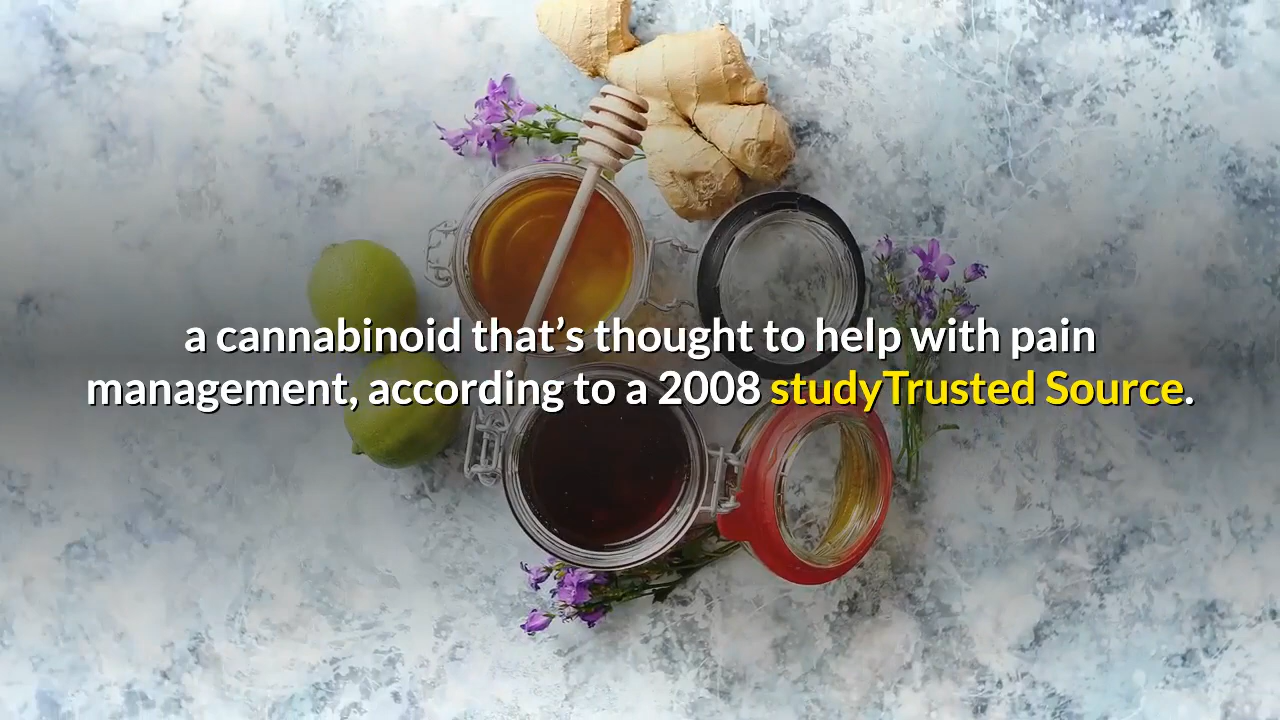 a cannabinoid that’s thought to help with pain
management, according to a 2008 studyTrusted Source.